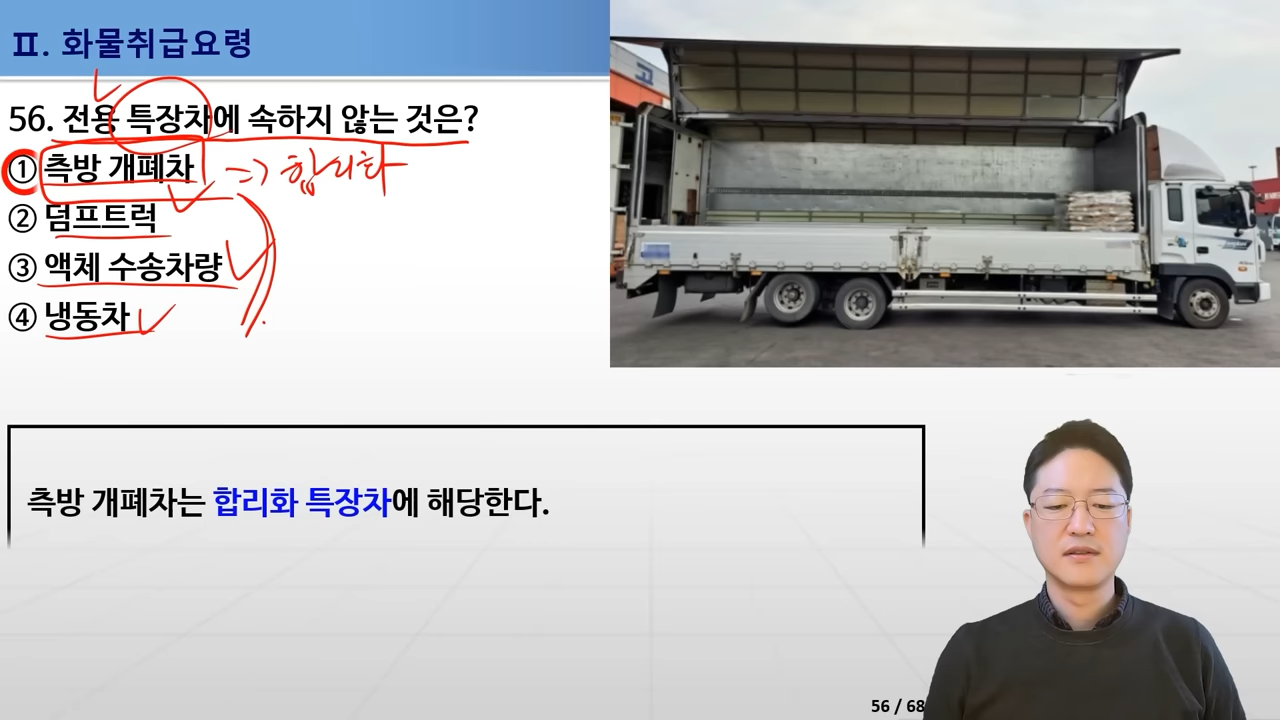 Ⅱ. 화물취급요령
56. 전용 특장차에 속하지 않는 것은?
① 측방 개폐차 => 합리화
② 덤프트럭
③ 액체 수송차량
④ 냉동차
고
측방 개폐차는 합리화 특장차에 해당한다.
56 / 68